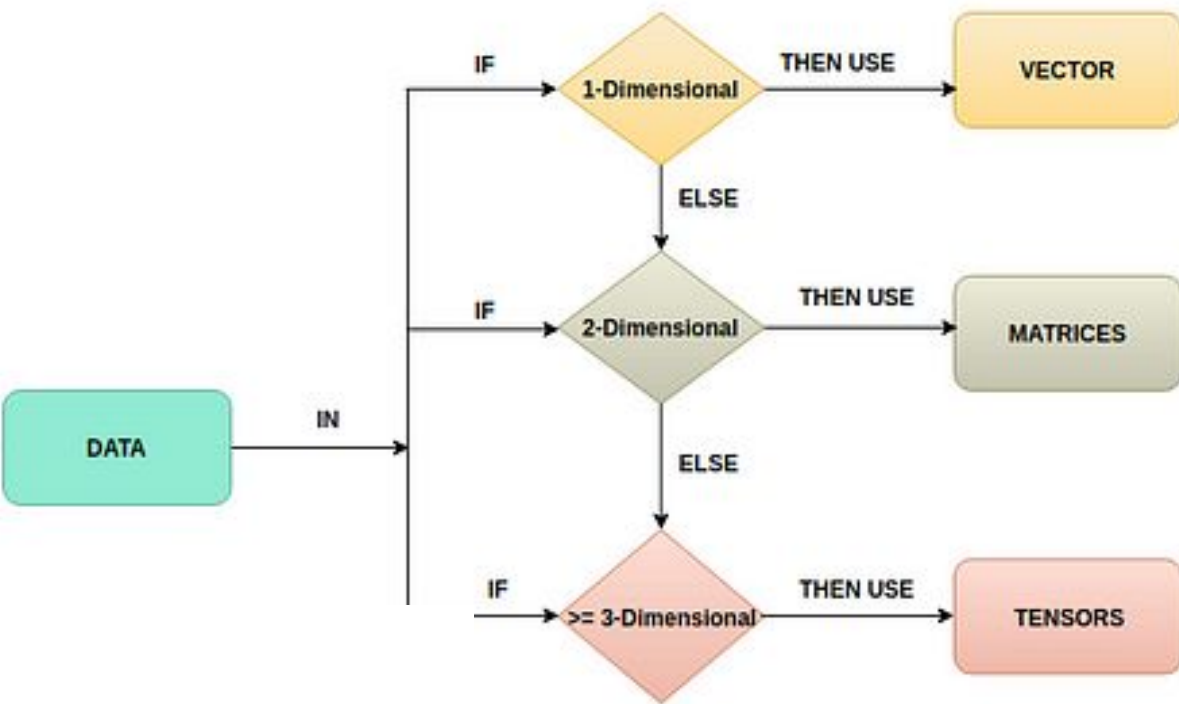 IF
1-Dimensional
THEN USE
VECTOR
ELSE
IF
2-Dimensional
THEN USE
MATRICES
DATA
IN
ELSE
IF
>= 3-Dimensional
THEN USE
TENSORS